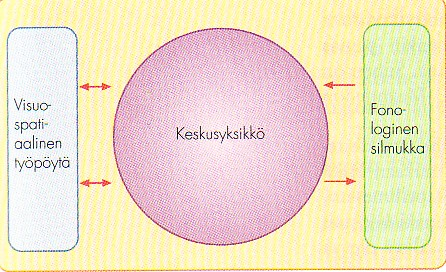 Visuo-
spati-
aalinen
työpöytä
Keskusyksikkö
Fono-
loginen
silmukka